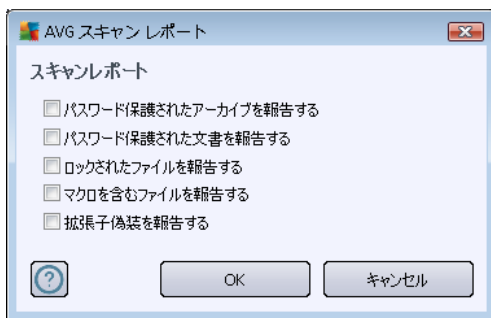 AVG スキャン レポート
スキャンレポート
パスワード保護されたアーカイブを報告する
パスワード保護された文書を報告する
ロックされたファイルを報告する
マクロを含むファイルを報告する
拡張子偽装を報告する
?
OK
キャンセル